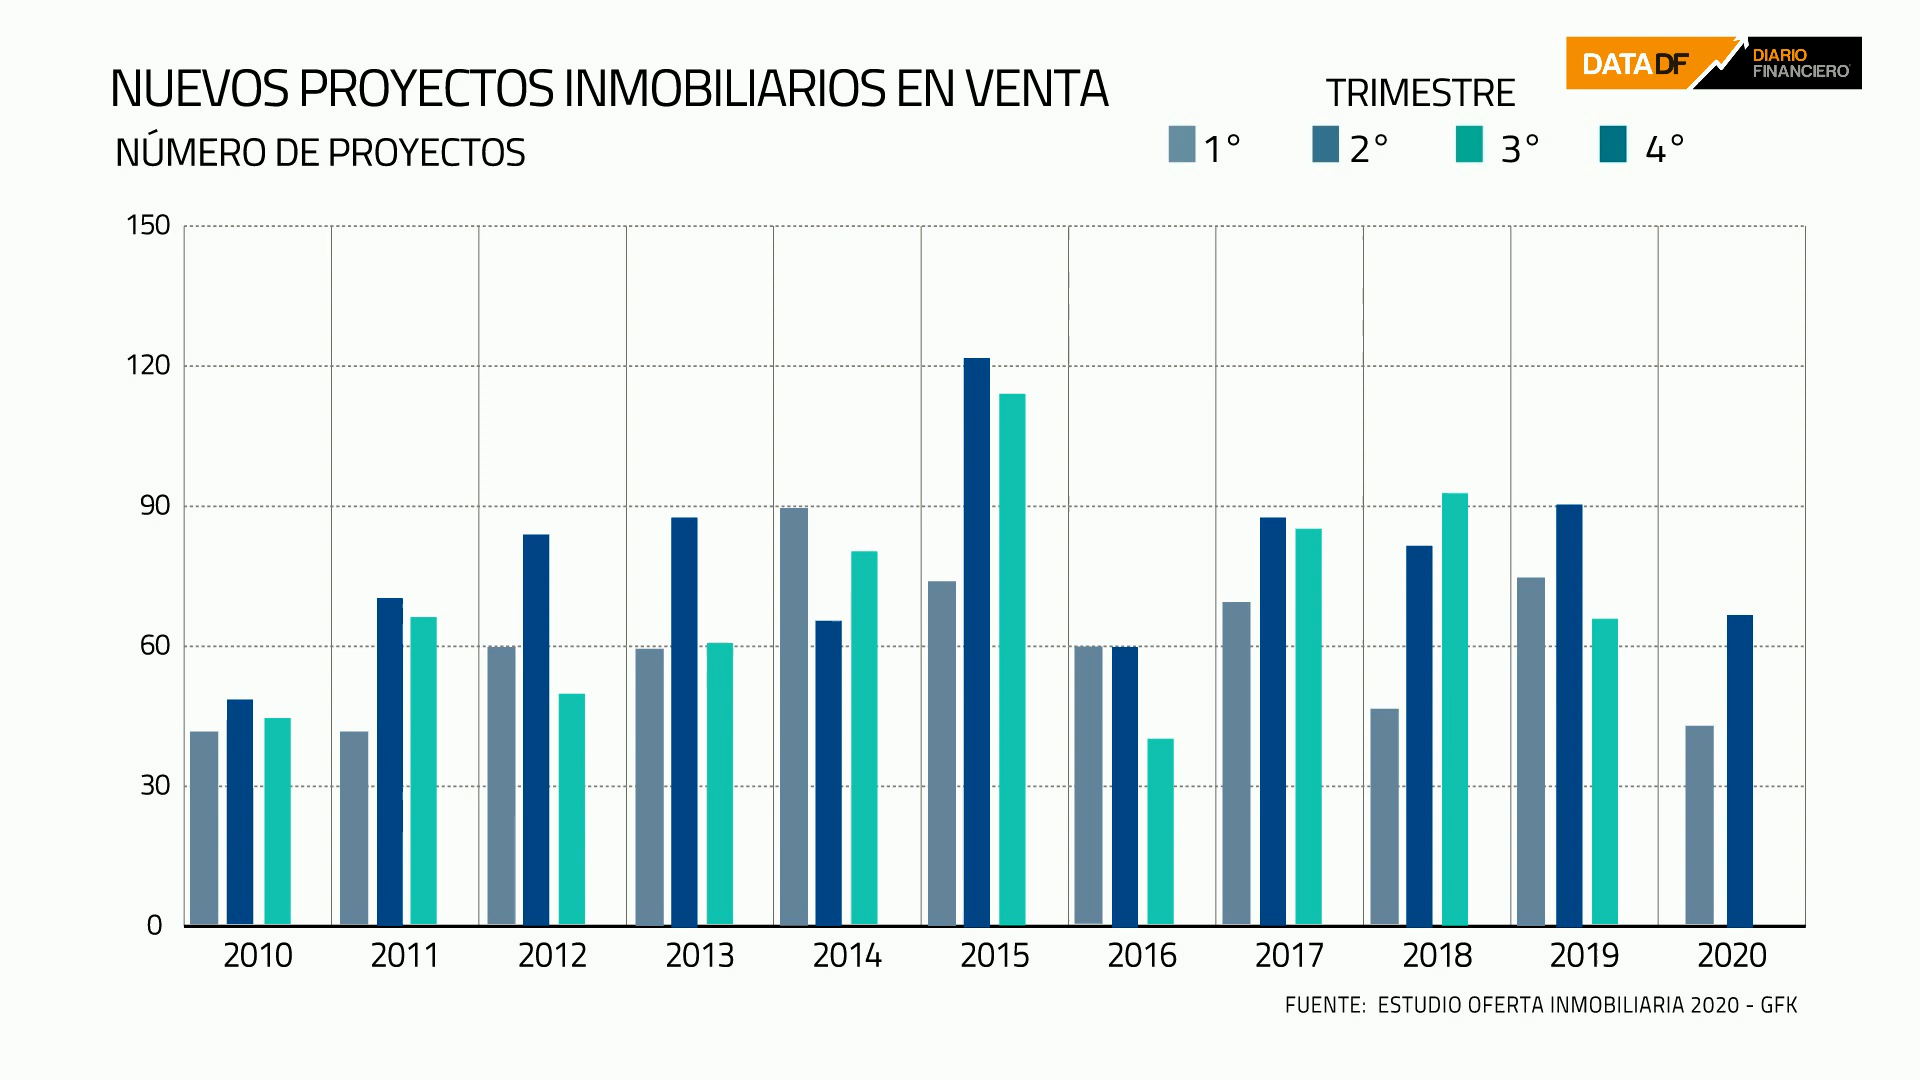 DATA DF DIARIO FINANCIERO
NUEVOS PROYECTOS INMOBILIARIOS EN VENTA
NÚMERO DE PROYECTOS
TRIMESTRE
1° 2° 3° 4°
150
120
90
60
30
0
2010 2011 2012 2013 2014 2015 2016 2017 2018 2019 2020
FUENTE: ESTUDIO OFERTA INMOBILIARIA 2020 - GFK